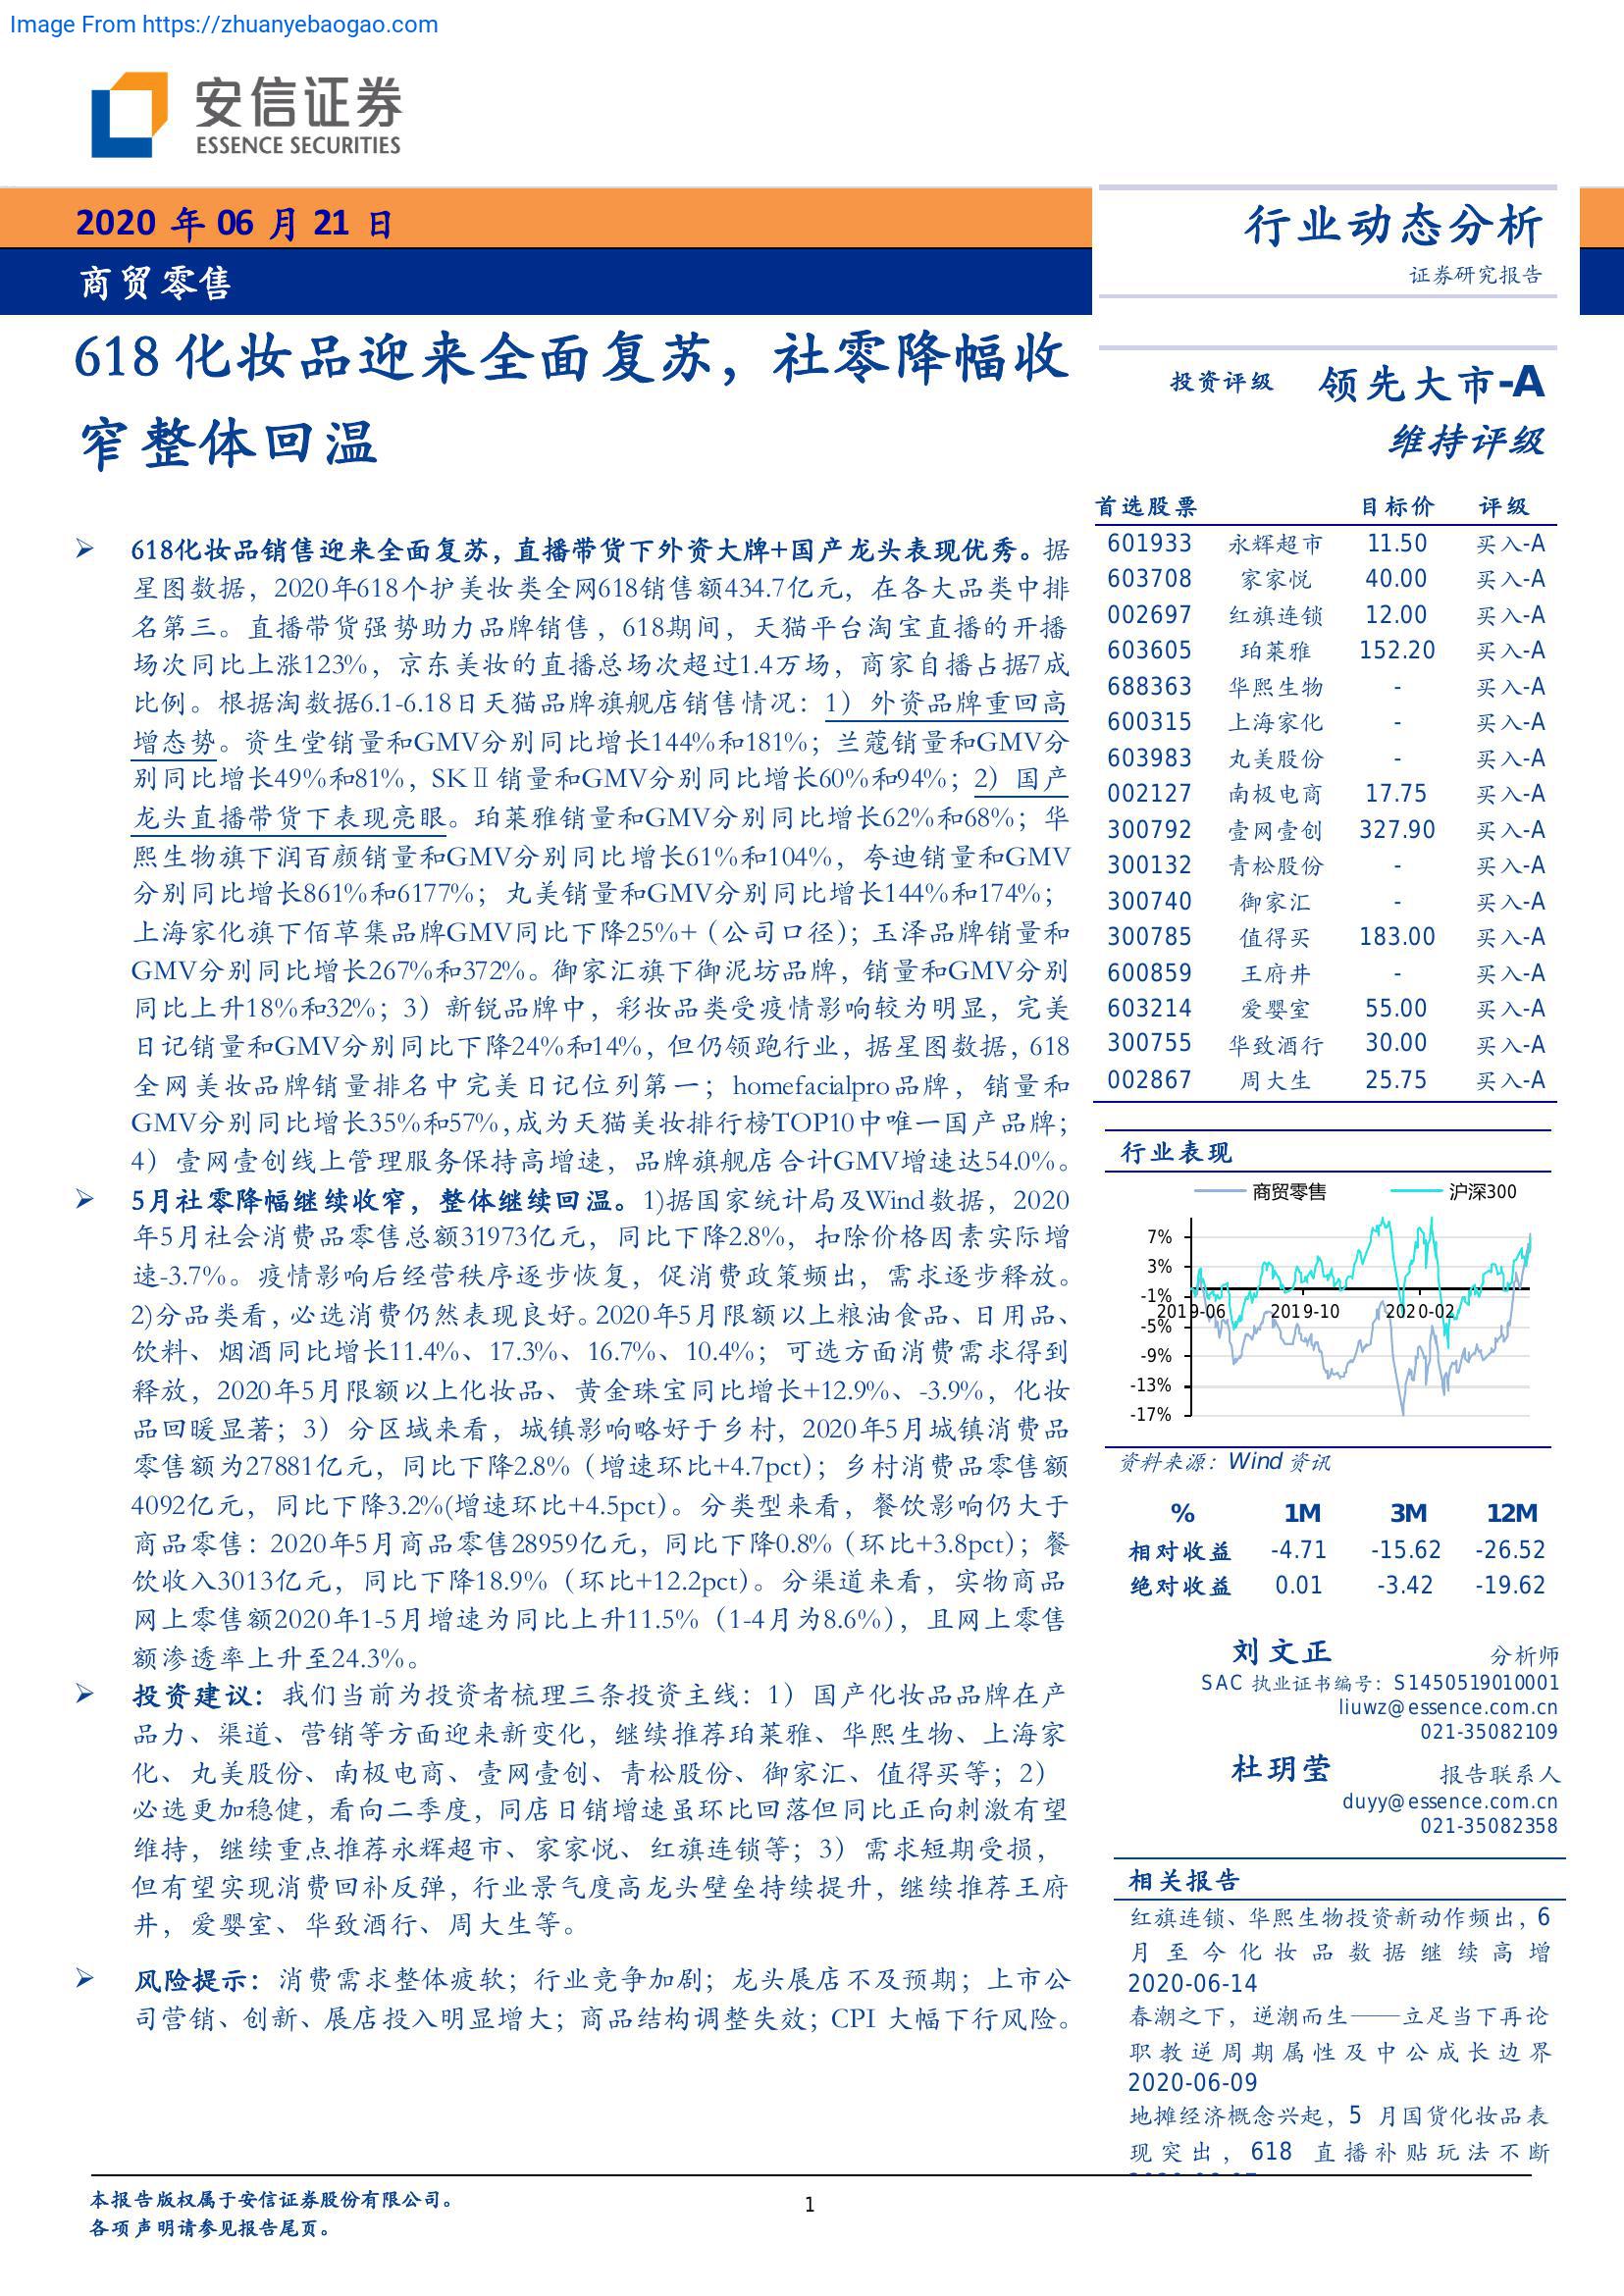 Image From https://zhuanyebaogao.com
安信证券
ESSENCE SECURITIES
2020 年 06 月 21 日
商贸零售
行业动态分析
证券研究报告
618 化妆品迎来全面复苏，社零降幅收
窄整体回温
➢ 618化妆品销售迎来全面复苏，直播带货下外资大牌+国产龙头表现优秀。据
星图数据，2020年618个护美妆类全网618销售额434.7亿元，在各大品类中排
名第三。直播带货强势助力品牌销售，618期间，天猫平台淘宝直播的开播
场次同比上涨123%，京东美妆的直播总场次超过1.4万场，商家自播占据7成
比例。根据淘数据6.1-6.18日天猫品牌旗舰店销售情况：1）外资品牌重回高
增态势。资生堂销量和GMV分别同比增长144%和181%；兰蔻销量和GMV分
别同比增长49%和81%，SKⅡ销量和GMV分别同比增长60%和94%；2）国产
龙头直播带货下表现亮眼。珀莱雅销量和GMV分别同比增长62%和68%；华
熙生物旗下润百颜销量和GMV分别同比增长61%和104%，夸迪销量和GMV
分别同比增长861%和6177%；丸美销量和GMV分别同比增长144%和174%；
上海家化旗下佰草集品牌GMV同比下降25%+（公司口径）；玉泽品牌销量和
GMV分别同比增长267%和372%。御家汇旗下御泥坊品牌，销量和GMV分别
同比上升18%和32%；3）新锐品牌中，彩妆品类受疫情影响较为明显，完美
日记销量和GMV分别同比下降24%和14%，但仍领跑行业，据星图数据，618
全网美妆品牌销量排名中完美日记位列第一；homefacialpro品牌，销量和
GMV分别同比增长35%和57%，成为天猫美妆排行榜TOP10中唯一国产品牌；
4）壹网壹创线上管理服务保持高增速，品牌旗舰店合计GMV增速达54.0%。
➢ 5月社零降幅继续收窄，整体继续回温。1)据国家统计局及Wind数据，2020
年5月社会消费品零售总额31973亿元，同比下降2.8%，扣除价格因素实际增
速-3.7%。疫情影响后经营秩序逐步恢复，促消费政策频出，需求逐步释放。
2)分品类看，必选消费仍然表现良好。2020年5月限额以上粮油食品、日用品、
饮料、烟酒同比增长11.4%、17.3%、16.7%、10.4%；可选方面消费需求得到
释放，2020年5月限额以上化妆品、黄金珠宝同比增长+12.9%、-3.9%，化妆
品回暖显著；3）分区域来看，城镇影响略好于乡村，2020年5月城镇消费品
零售额为27881亿元，同比下降2.8%（增速环比+4.7pct）；乡村消费品零售额
4092亿元，同比下降3.2%(增速环比+4.5pct)。分类型来看，餐饮影响仍大于
商品零售：2020年5月商品零售28959亿元，同比下降0.8%（环比+3.8pct）；餐
饮收入3013亿元，同比下降18.9%（环比+12.2pct）。分渠道来看，实物商品
网上零售额2020年1-5月增速为同比上升11.5%（1-4月为8.6%），且网上零售
额渗透率上升至24.3%。
➢ 投资建议：我们当前为投资者梳理三条投资主线：1）国产化妆品品牌在产
品力、渠道、营销等方面迎来新变化，继续推荐珀莱雅、华熙生物、上海家
化、丸美股份、南极电商、壹网壹创、青松股份、御家汇、值得买等；2）
必选更加稳健，看向二季度，同店日销增速虽环比回落但同比正向刺激有望
维持，继续重点推荐永辉超市、家家悦、红旗连锁等；3）需求短期受损，
但有望实现消费回补反弹，行业景气度高龙头壁垒持续提升，继续推荐王府
井，爱婴室、华致酒行、周大生等。
➢ 风险提示：消费需求整体疲软；行业竞争加剧；龙头展店不及预期；上市公
司营销、创新、展店投入明显增大；商品结构调整失效；CPI 大幅下行风险。
投资评级 领先大市-A
维持评级
首选股票 目标价 评级
601933 永辉超市 11.50 买入-A
603708 家家悦 40.00 买入-A
002697 红旗连锁 12.00 买入-A
603605 珀莱雅 152.20 买入-A
688363 华熙生物 - 买入-A
600315 上海家化 - 买入-A
603983 丸美股份 - 买入-A
002127 南极电商 17.75 买入-A
300792 壹网壹创 327.90 买入-A
300132 青松股份 - 买入-A
300740 御家汇 - 买入-A
300785 值得买 183.00 买入-A
600859 王府井 - 买入-A
603214 爱婴室 55.00 买入-A
300755 华致酒行 30.00 买入-A
002867 周大生 25.75 买入-A
行业表现
商贸零售 沪深300
7%
3%
-1%
2019-06 2019-10 2020-02
-5%
-9%
-13%
-17%
资料来源：Wind 资讯
% 1M 3M 12M
相对收益 -4.71 -15.62 -26.52
绝对收益 0.01 -3.42 -19.62
刘文正 分析师
SAC 执业证书编号：S1450519010001
liuwz@essence.com.cn
021-35082109
杜玥莹 报告联系人
duyy@essence.com.cn
021-35082358
相关报告
红旗连锁、华熙生物投资新动作频出，6
月至今化妆品数据继续高增
2020-06-14
春潮之下，逆潮而生——立足当下再论
职教逆周期属性及中公成长边界
2020-06-09
地摊经济概念兴起，5 月国货化妆品表
现突出，618 直播补贴玩法不断
本报告版权属于安信证券股份有限公司。
各项声明请参见报告尾页。
1